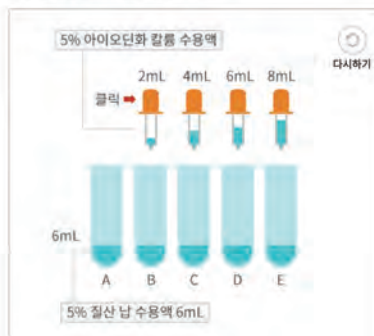 5% 아이오딘화 칼륨 수용액
다시하기
2mL 4mL 6mL 8mL
클릭
6mL
A B C D E
5% 질산 납 수용액 6mL